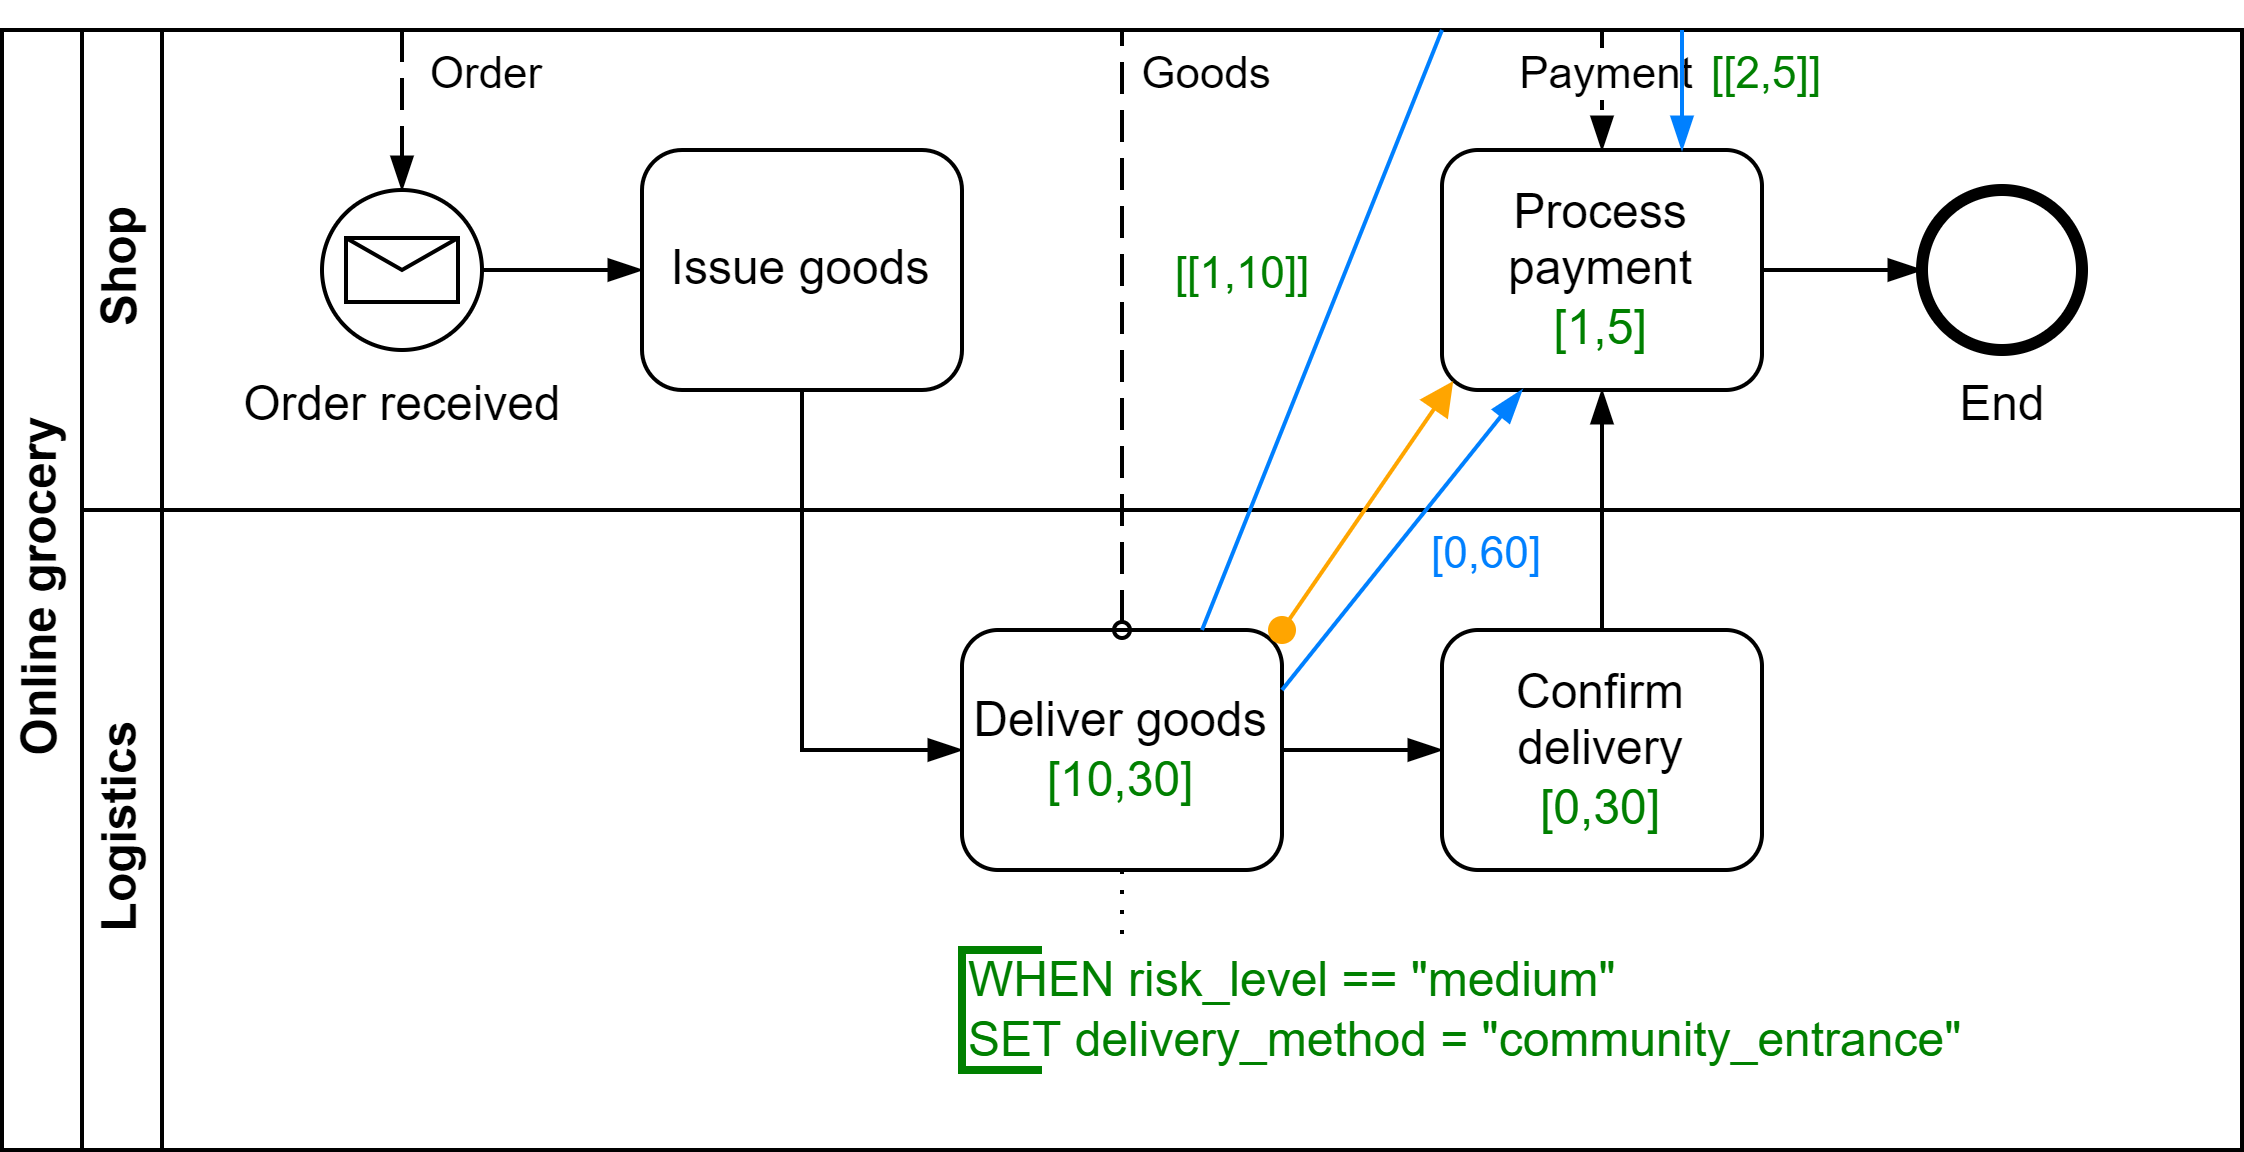 Online grocery
Shop
Logistics
Order
Goods
Payment
[[2,5]]
Order received
Issue goods
[[1,10]]
Process
payment
[1,5]
End
[0,60]
Deliver goods
[10,30]
Confirm
delivery
[0,30]
WHEN risk_level == "medium"
SET delivery_method = "community_entrance"